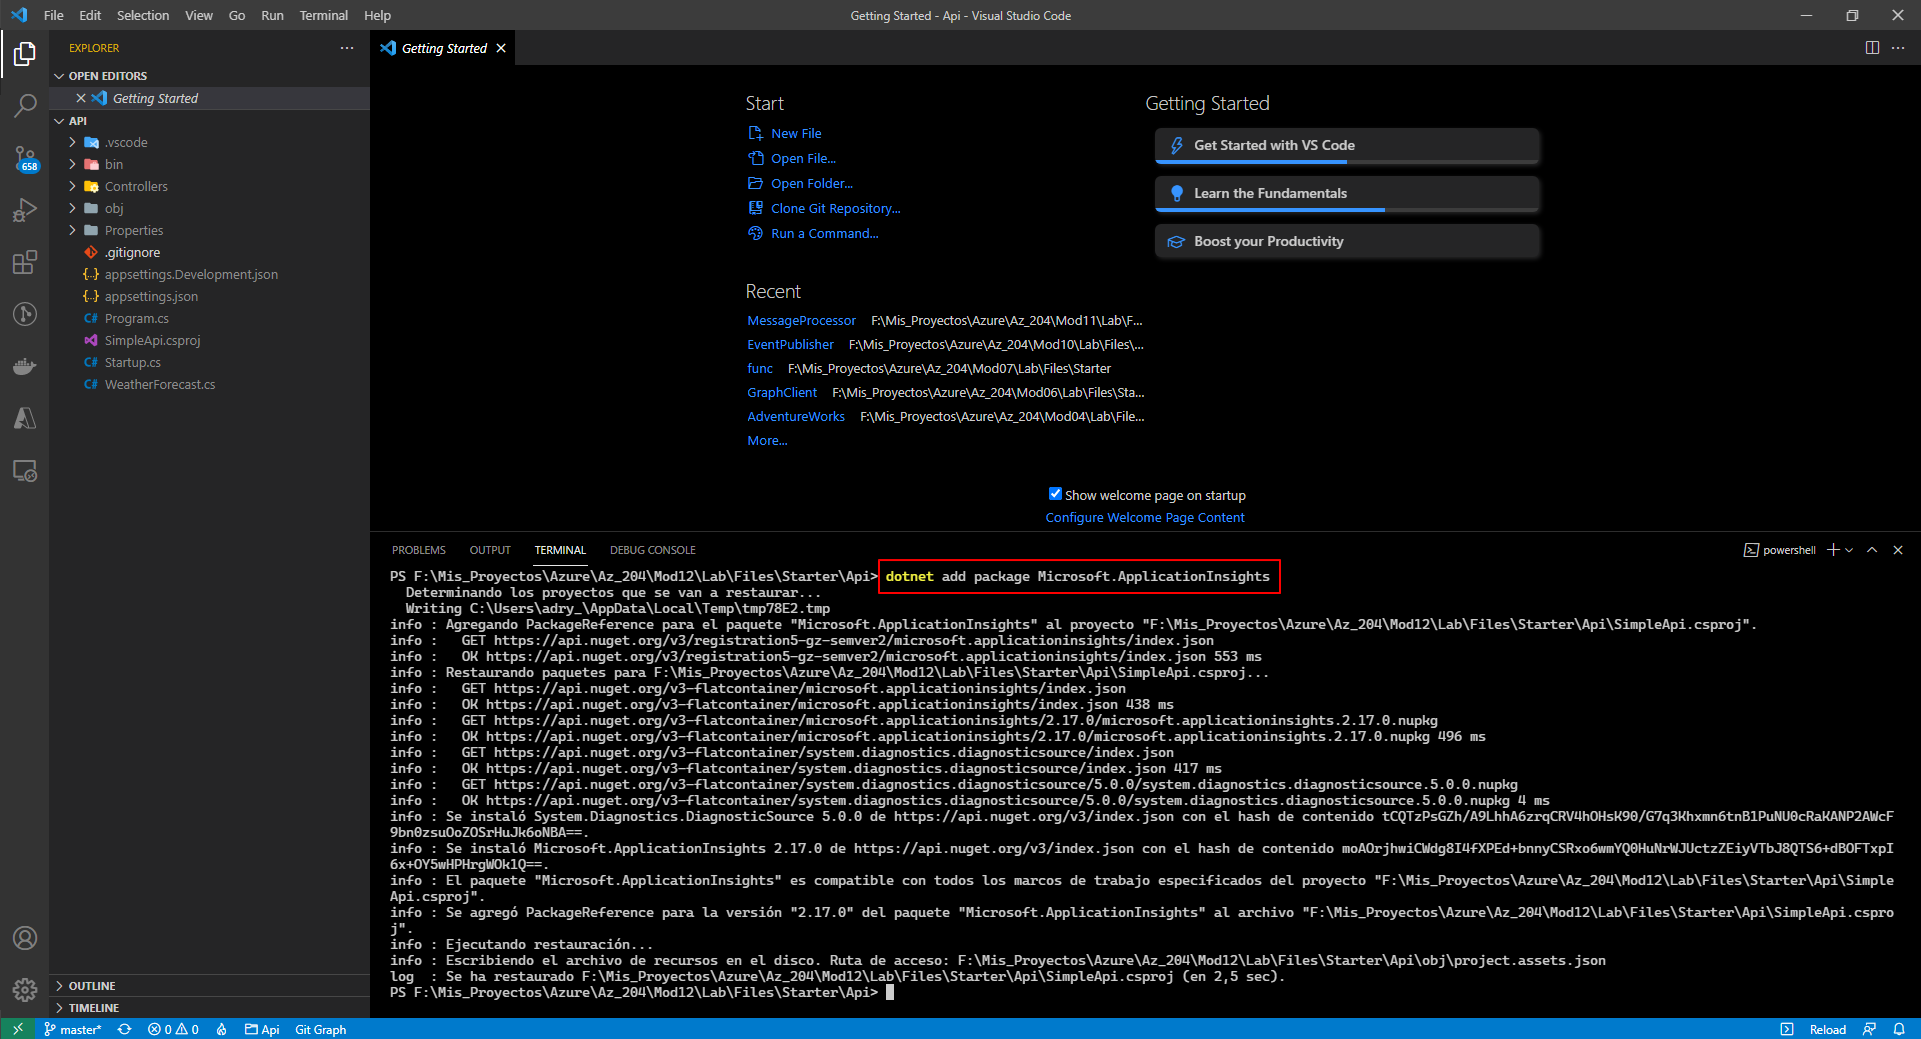 File Edit Selection View Go Run Terminal Help
Getting Started - Api - Visual Studio Code
EXPLORER
OPEN EDITORS
Getting Started
API
.vscode
bin
Controllers
obj
Properties
.gitignore
appsettings.Development.json
appsettings.json
Program.cs
SimpleApi.csproj
Startup.cs
WeatherForecast.cs
OUTLINE
TIMELINE
658
Getting Started
Start
New File
Open File...
Open Folder...
Clone Git Repository...
Run a Command...
Recent
MessageProcessor F:\Mis_Proyectos\Azure\Az_204\Mod11\Lab\F...
EventPublisher F:\Mis_Proyectos\Azure\Az_204\Mod10\Lab\Files\...
func F:\Mis_Proyectos\Azure\Az_204\Mod07\Lab\Files\Starter
GraphClient F:\Mis_Proyectos\Azure\Az_204\Mod06\Lab\Files\Sta...
AdventureWorks F:\Mis_Proyectos\Azure\Az_204\Mod04\Lab\File...
More...
Getting Started
Get Started with VS Code
Learn the Fundamentals
Boost your Productivity
Show welcome page on startup
Configure Welcome Page Content
PROBLEMS OUTPUT TERMINAL DEBUG CONSOLE
powershell
PS F:\Mis_Proyectos\Azure\Az_204\Mod12\Lab\Files\Starter\Api> dotnet add package Microsoft.ApplicationInsights
Determinando los proyectos que se van a restaurar...
Writing C:\Users\adry_\AppData\Local\Temp\tmp78E2.tmp
info : Agregando PackageReference para el paquete "Microsoft.ApplicationInsights" al proyecto "F:\Mis_Proyectos\Azure\Az_204\Mod12\Lab\Files\Starter\Api\SimpleApi.csproj".
info :   GET https://api.nuget.org/v3/registration5-gz-semver2/microsoft.applicationinsights/index.json
info :   OK https://api.nuget.org/v3/registration5-gz-semver2/microsoft.applicationinsights/index.json 553 ms
info : Restaurando paquetes para F:\Mis_Proyectos\Azure\Az_204\Mod12\Lab\Files\Starter\Api\SimpleApi.csproj...
info :   GET https://api.nuget.org/v3-flatcontainer/microsoft.applicationinsights/index.json
info :   OK https://api.nuget.org/v3-flatcontainer/microsoft.applicationinsights/index.json 438 ms
info :   GET https://api.nuget.org/v3-flatcontainer/microsoft.applicationinsights/2.17.0/microsoft.applicationinsights.2.17.0.nupkg
info :   OK https://api.nuget.org/v3-flatcontainer/microsoft.applicationinsights/2.17.0/microsoft.applicationinsights.2.17.0.nupkg 496 ms
info :   GET https://api.nuget.org/v3-flatcontainer/system.diagnostics.diagnosticsource/index.json
info :   OK https://api.nuget.org/v3-flatcontainer/system.diagnostics.diagnosticsource/index.json 417 ms
info :   GET https://api.nuget.org/v3-flatcontainer/system.diagnostics.diagnosticsource/5.0.0/system.diagnostics.diagnosticsource.5.0.0.nupkg
info :   OK https://api.nuget.org/v3-flatcontainer/system.diagnostics.diagnosticsource/5.0.0/system.diagnostics.diagnosticsource.5.0.0.nupkg 4 ms
info : Se instaló System.Diagnostics.DiagnosticSource 5.0.0 de https://api.nuget.org/v3/index.json con el hash de contenido tCQTzPsGZh/A9LhhA6zrqCRV4hOHsK90/G7q3Khxmn6tnB1PuNU0cRaKANP2AWcF
9bn0zsuOoZOSrHuJk6oNBA==.
info : Se instaló Microsoft.ApplicationInsights 2.17.0 de https://api.nuget.org/v3/index.json con el hash de contenido moAOrjhwiCWdg8I4fXPEd+bnnyCSRxo6wmYQ0HuNrWJUctzZEiyVTbJ8QTS6+dBOFTxpI
6x+OY5wHPHrgWOk1Q==.
info : El paquete "Microsoft.ApplicationInsights" es compatible con todos los marcos de trabajo especificados del proyecto "F:\Mis_Proyectos\Azure\Az_204\Mod12\Lab\Files\Starter\Api\Simple
Api.csproj".
info : Se agregó PackageReference para la versión "2.17.0" del paquete "Microsoft.ApplicationInsights" al archivo "F:\Mis_Proyectos\Azure\Az_204\Mod12\Lab\Files\Starter\Api\SimpleApi.cspro
j".
info : Ejecutando restauración...
info : Escribiendo el archivo de recursos en el disco. Ruta de acceso: F:\Mis_Proyectos\Azure\Az_204\Mod12\Lab\Files\Starter\Api\obj\project.assets.json
log  : Se ha restaurado F:\Mis_Proyectos\Azure\Az_204\Mod12\Lab\Files\Starter\Api\SimpleApi.csproj (en 2,5 sec).
PS F:\Mis_Proyectos\Azure\Az_204\Mod12\Lab\Files\Starter\Api>
master* 0 0 Api Git Graph Reload